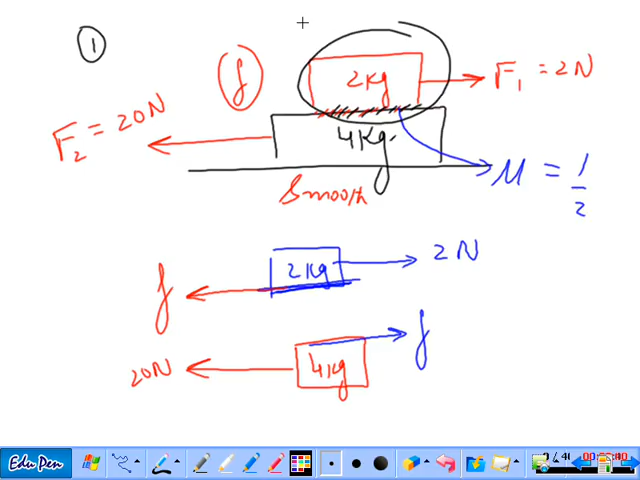 ①
f
2kg
F₁ = 2N
F₂ = 20N
4kg.
Smooth
μ = 1/2
2kg
2N
f
f
4kg
20N
Edu Pen